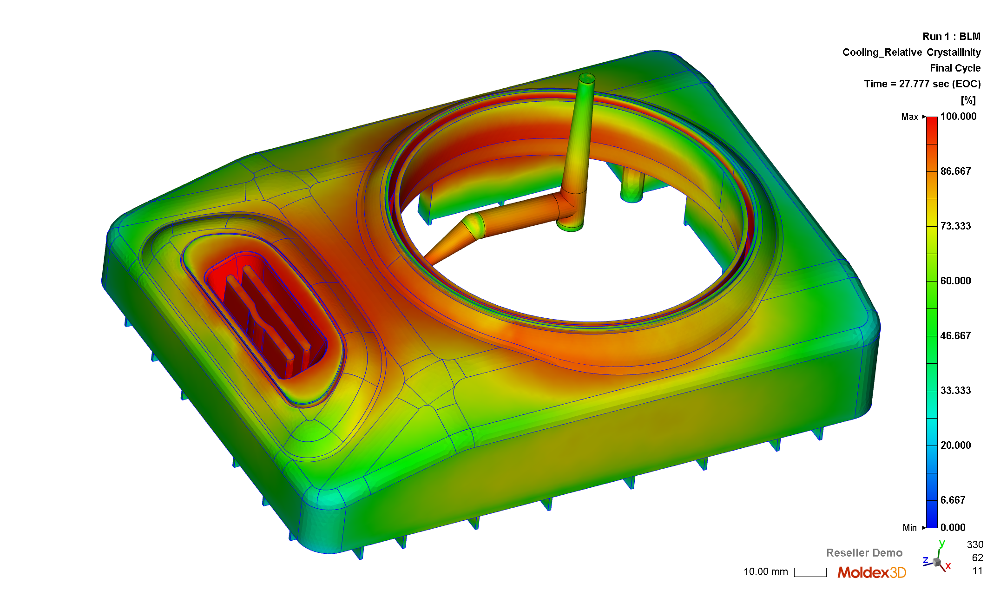 Run 1 : BLM
Cooling_Relative Crystallinity
Final Cycle
Time = 27.777 sec (EOC)
[%]
Max 100.000
86.667
73.333
60.000
46.667
33.333
20.000
6.667
Min 0.000
y 330
Reseller Demo z x 62
10.00 mm Moldex3D 11